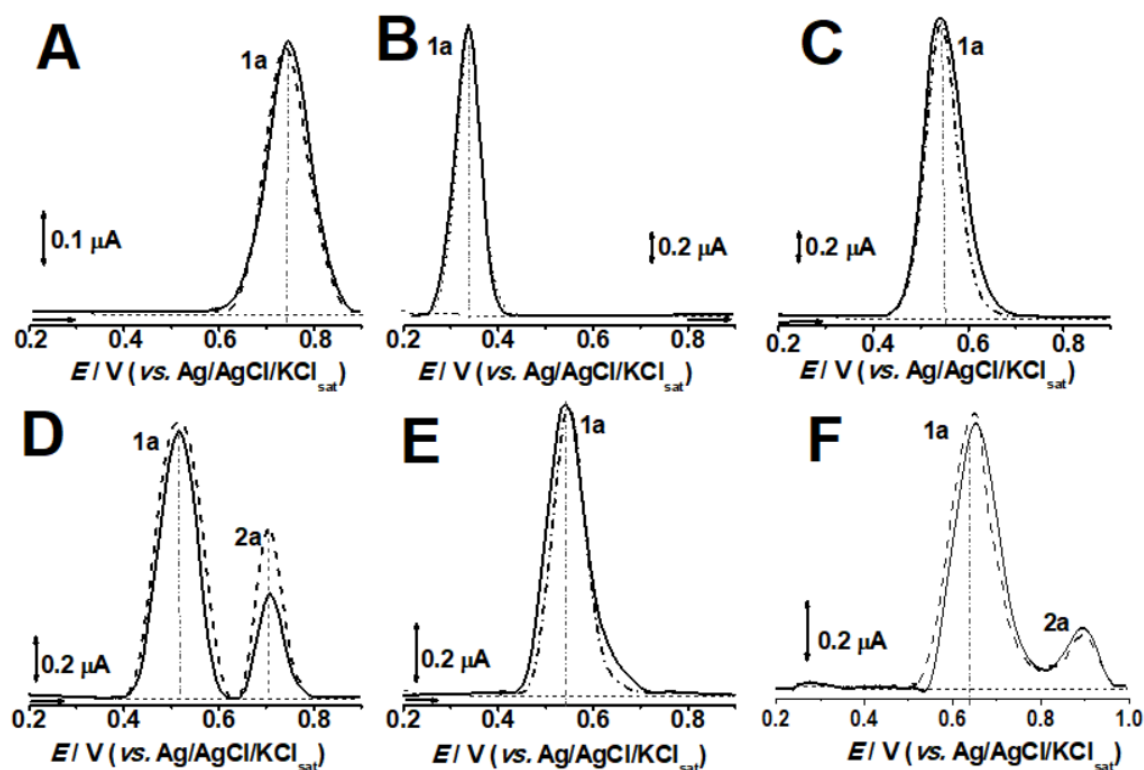 A
1a
0.1 μA
0.2 0.4 0.6 0.8
E / V (vs. Ag/AgCl/KClsat)
B
1a
0.2 μA
0.2 0.4 0.6 0.8
E / V (vs. Ag/AgCl/KClsat)
C
1a
0.2 μA
0.2 0.4 0.6 0.8
E / V (vs. Ag/AgCl/KClsat)
D
1a
2a
0.2 μA
0.2 0.4 0.6 0.8
E / V (vs. Ag/AgCl/KClsat)
E
1a
0.2 μA
0.2 0.4 0.6 0.8
E / V (vs. Ag/AgCl/KClsat)
F
1a
2a
0.2 μA
0.2 0.4 0.6 0.8 1.0
E / V (vs. Ag/AgCl/KClsat)